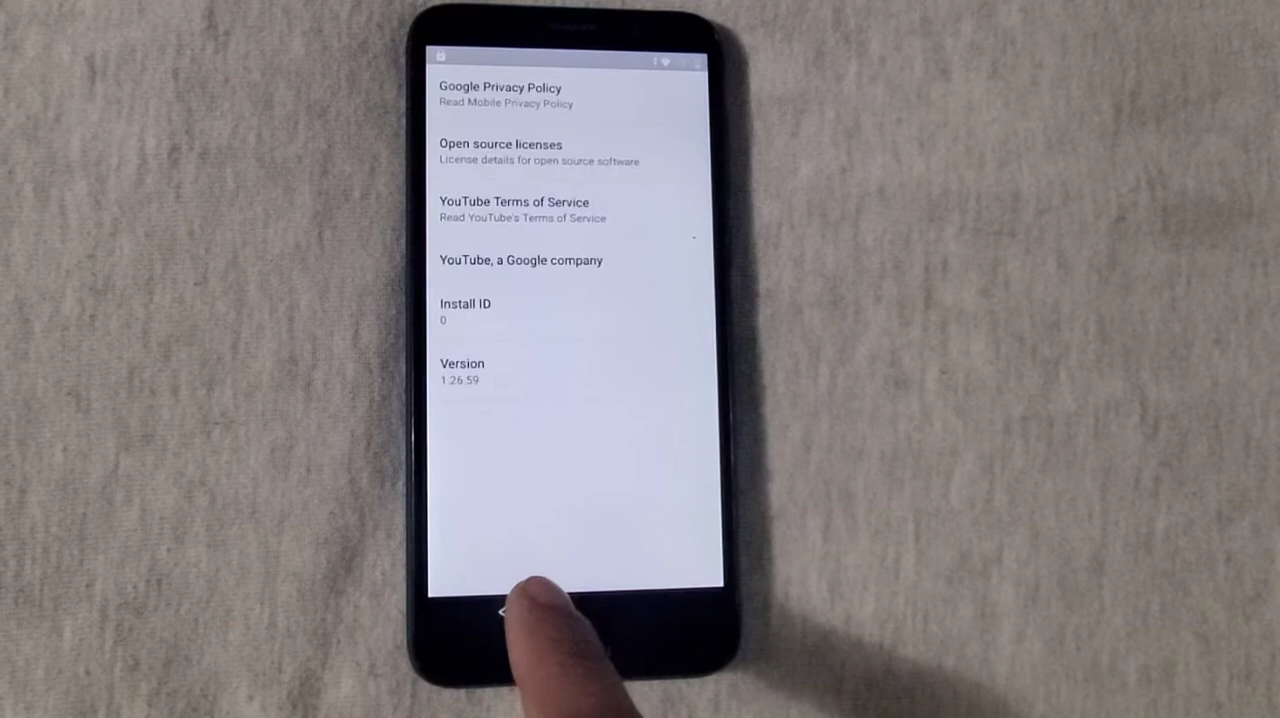 Google Privacy Policy
Read Mobile Privacy Policy
Open source licenses
License details for open source software
YouTube Terms of Service
Read YouTube's Terms of Service
YouTube, a Google company
Install ID
0
Version
1.26.59